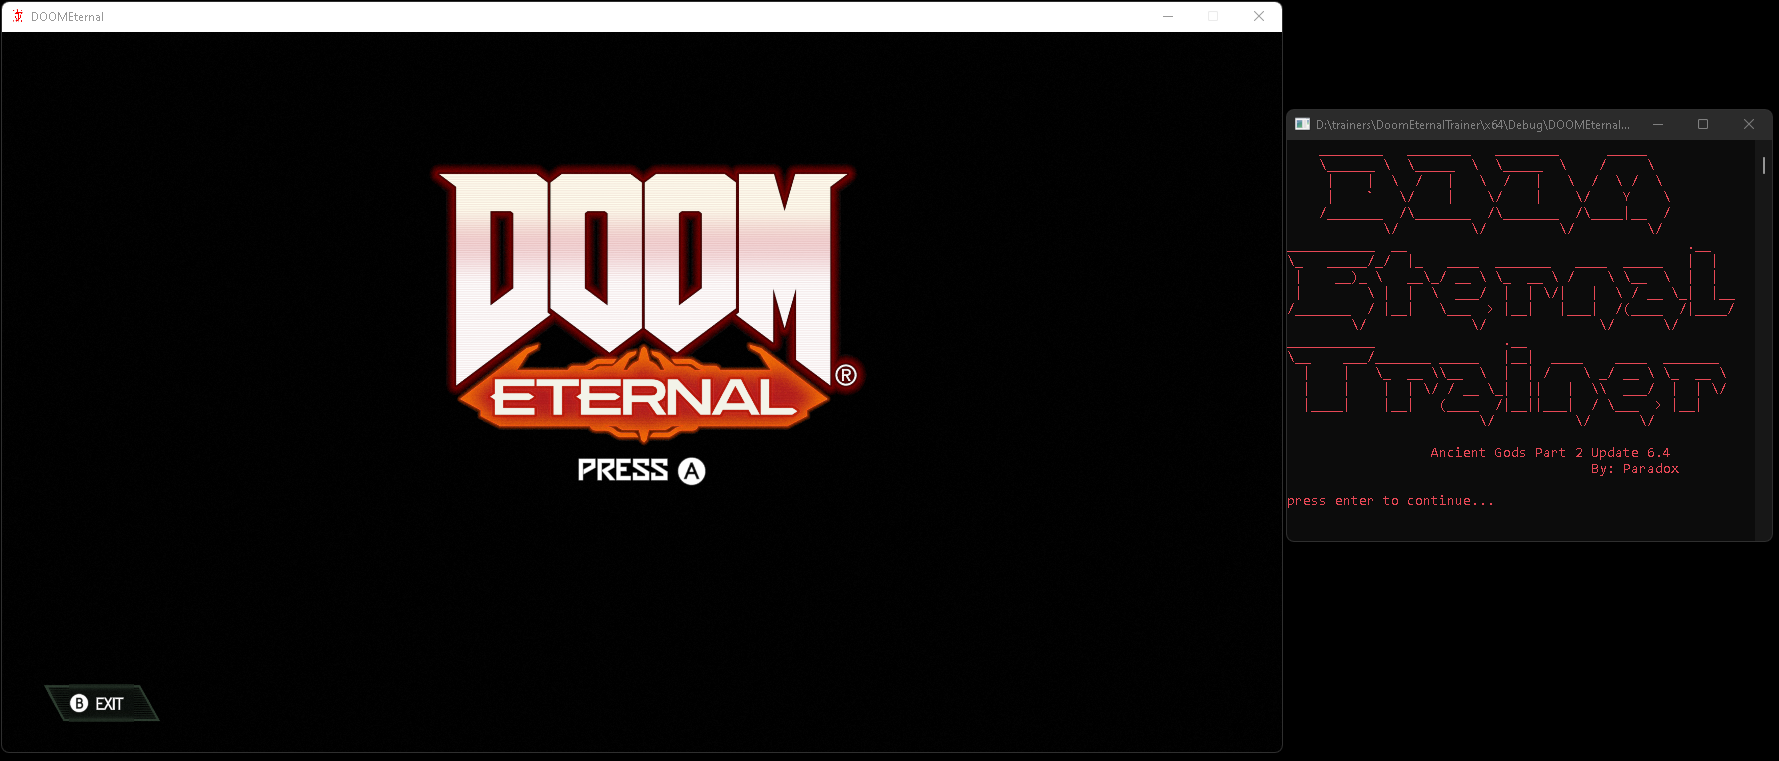 DOOMEternal
DOOM
ETERNAL®
PRESS A
B EXIT
D:\trainers\DoomEternalTrainer\x64\Debug\DOOMEternal...
DOOM
Eternal
Trainer
Ancient Gods Part 2 Update 6.4
By: Paradox
press enter to continue...